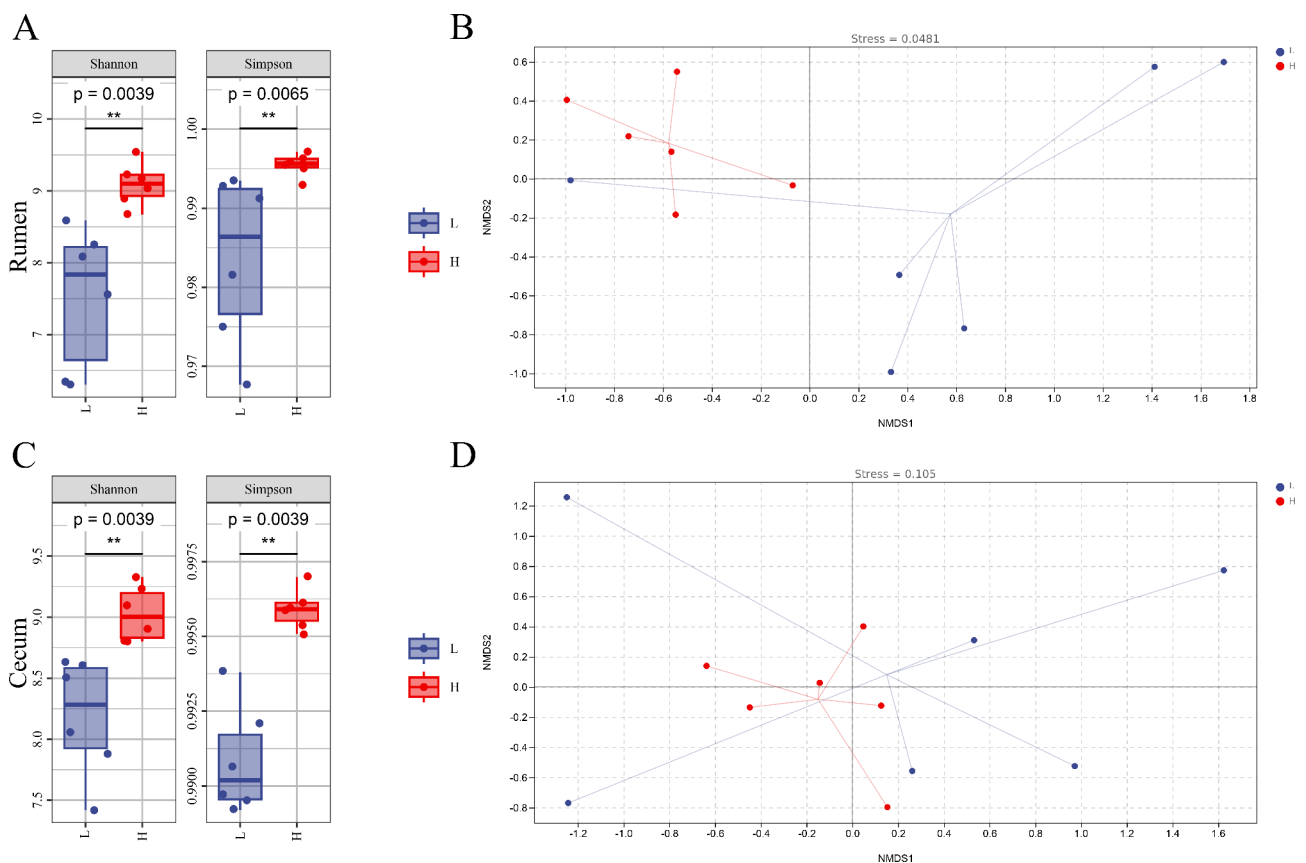 A
Shannon
Simpson
p = 0.0039
p = 0.0065
**
**
Rumen
10
9
8
7
1.00
0.99
0.98
0.97
L
H
L
H
L
H
B
Stress = 0.0481
L
H
NMDS2
0.6
0.4
0.2
0.0
-0.2
-0.4
-0.6
-0.8
-1.0
-1.0 -0.8 -0.6 -0.4 -0.2 0.0 0.2 0.4 0.6 0.8 1.0 1.2 1.4 1.6 1.8
NMDS1
C
Shannon
Simpson
p = 0.0039
p = 0.0039
**
**
Cecum
9.5
9.0
8.5
8.0
7.5
0.9975
0.9950
0.9925
0.9900
L
H
L
H
L
H
D
Stress = 0.105
L
H
NMDS2
1.2
1.0
0.8
0.6
0.4
0.2
0.0
-0.2
-0.4
-0.6
-0.8
-1.2 -1.0 -0.8 -0.6 -0.4 -0.2 0.0 0.2 0.4 0.6 0.8 1.0 1.2 1.4 1.6
NMDS1